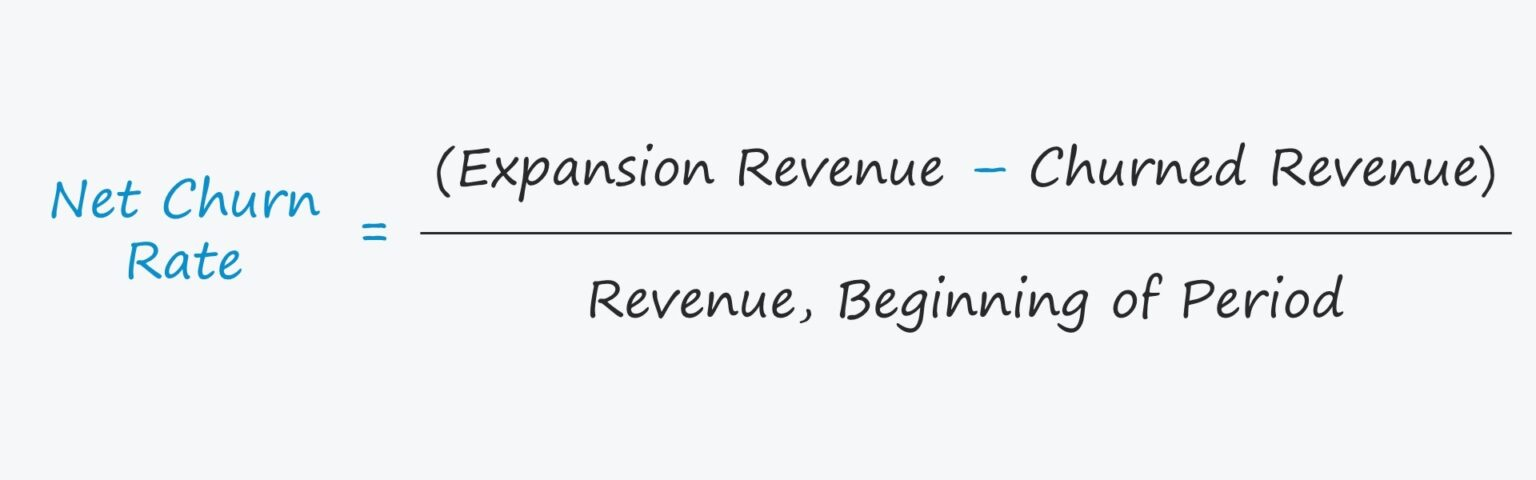 Net Churn
Rate
=
(Expansion Revenue – Churned Revenue)
Revenue, Beginning of Period